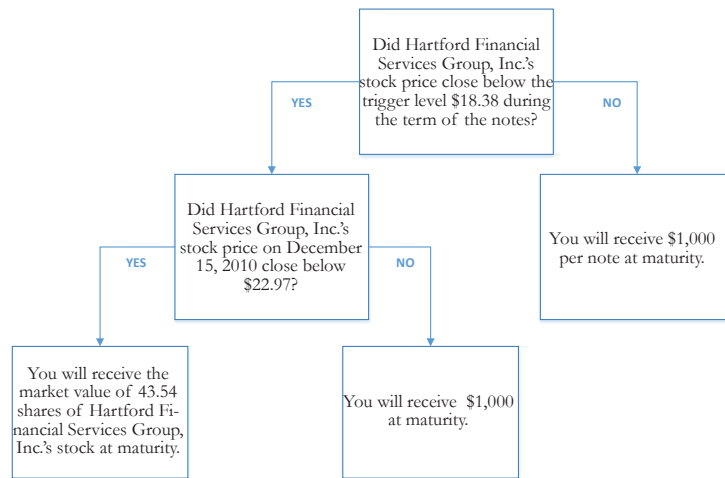 Did Hartford Financial
Services Group, Inc.'s
stock price close below the
trigger level $18.38 during
the term of the notes?
YES
NO
Did Hartford Financial
Services Group, Inc.'s
stock price on December
15, 2010 close below
$22.97?
You will receive $1,000
per note at maturity.
YES
NO
You will receive the
market value of 43.54
shares of Hartford Fi-
nancial Services Group,
Inc.'s stock at maturity.
You will receive $1,000
at maturity.